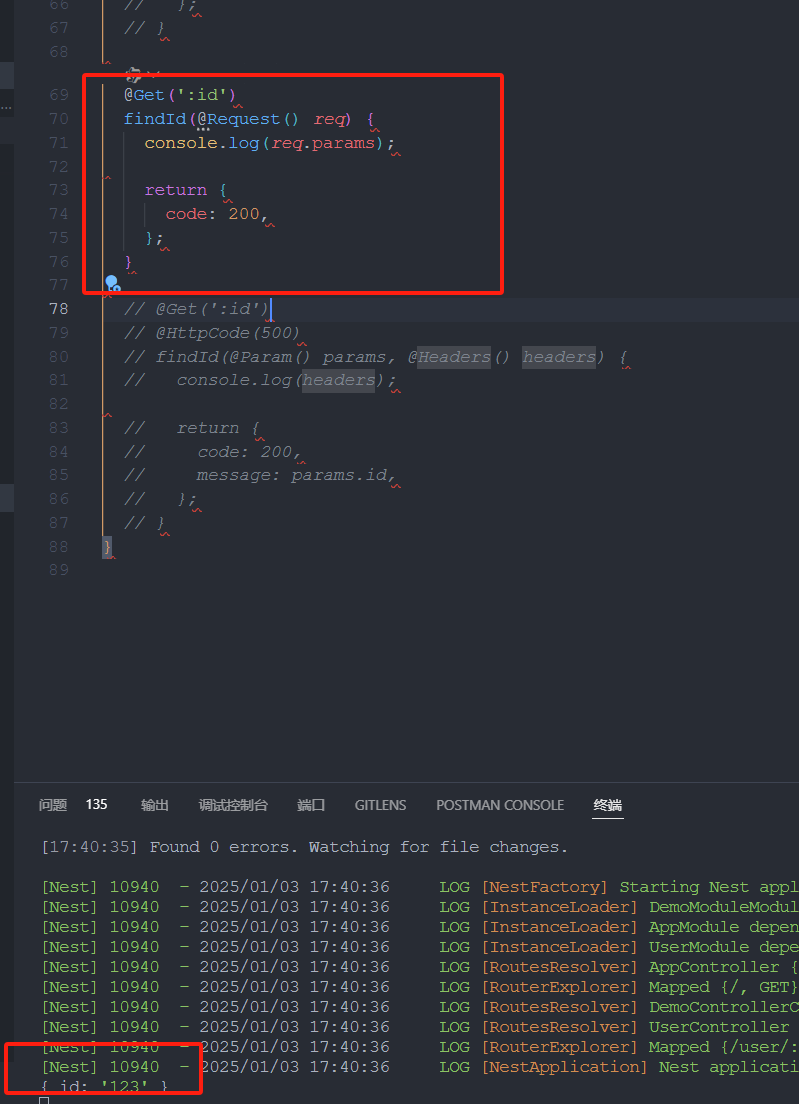 66 // };
67 // }
68
69 @Get(':id')
70 findId(@Request() req) {
71 console.log(req.params);
72
73 return {
74 code: 200,
75 };
76 }
77
78 // @Get(':id')
79 // @HttpCode(500)
80 // findId(@Param() params, @Headers() headers) {
81 // console.log(headers);
82
83 // return {
84 // code: 200,
85 // message: params.id,
86 // };
87 // }
88 }
89
问题 135 输出 调试控制台 端口 GITLENS POSTMAN CONSOLE 终端
[17:40:35] Found 0 errors. Watching for file changes.
[Nest] 10940 - 2025/01/03 17:40:36 LOG [NestFactory] Starting Nest appl
[Nest] 10940 - 2025/01/03 17:40:36 LOG [InstanceLoader] DemoModuleModul
[Nest] 10940 - 2025/01/03 17:40:36 LOG [InstanceLoader] AppModule depen
[Nest] 10940 - 2025/01/03 17:40:36 LOG [InstanceLoader] UserModule depe
[Nest] 10940 - 2025/01/03 17:40:36 LOG [RoutesResolver] AppController {
[Nest] 10940 - 2025/01/03 17:40:36 LOG [RouterExplorer] Mapped {/, GET}
[Nest] 10940 - 2025/01/03 17:40:36 LOG [RoutesResolver] DemoControllerC
[Nest] 10940 - 2025/01/03 17:40:36 LOG [RoutesResolver] UserController
[Nest] 10940 - 2025/01/03 17:40:36 LOG [RouterExplorer] Mapped {/user/:
[Nest] 10940 - 2025/01/03 17:40:36 LOG [NestApplication] Nest applicati
{ id: '123' }